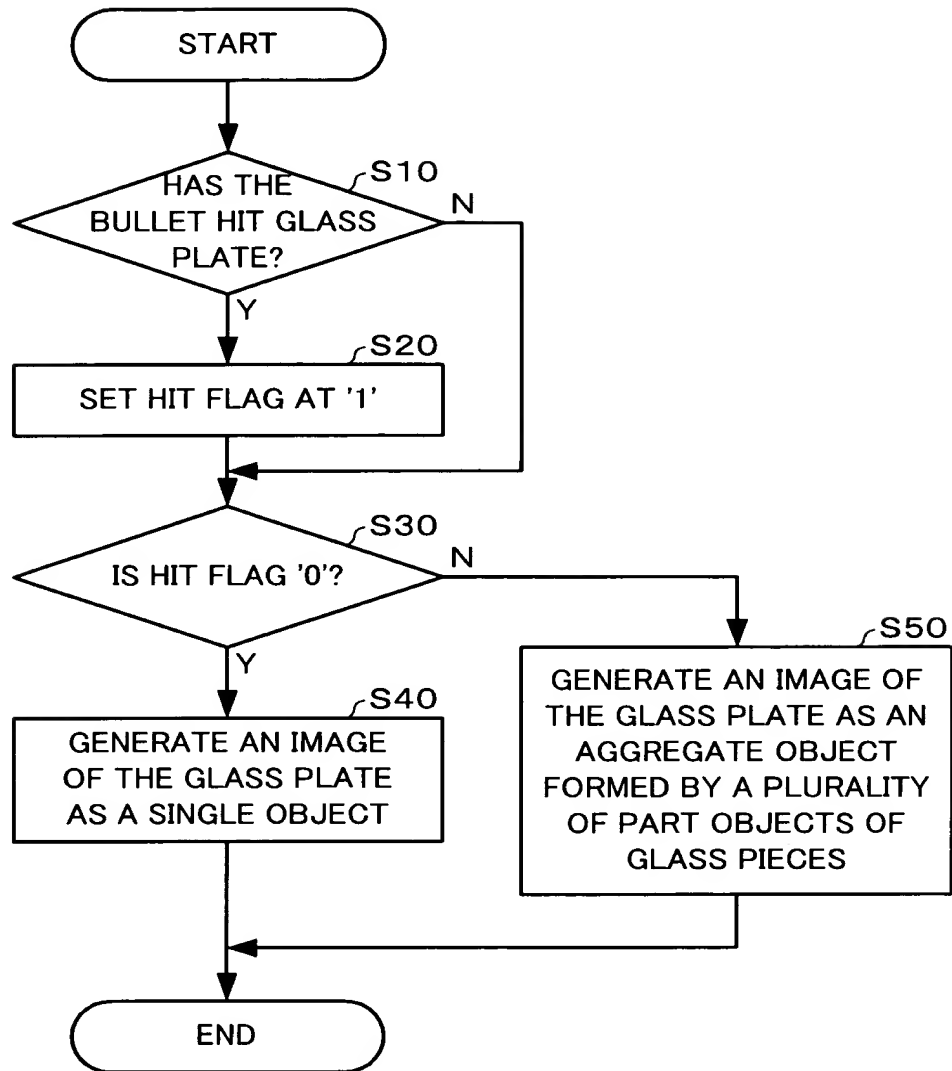 START
S10
HAS THE
BULLET HIT GLASS
PLATE?
N
Y
S20
SET HIT FLAG AT '1'
S30
IS HIT FLAG '0'?
N
Y
S40
GENERATE AN IMAGE
OF THE GLASS PLATE
AS A SINGLE OBJECT
S50
GENERATE AN IMAGE OF
THE GLASS PLATE AS AN
AGGREGATE OBJECT
FORMED BY A PLURALITY
OF PART OBJECTS OF
GLASS PIECES
END